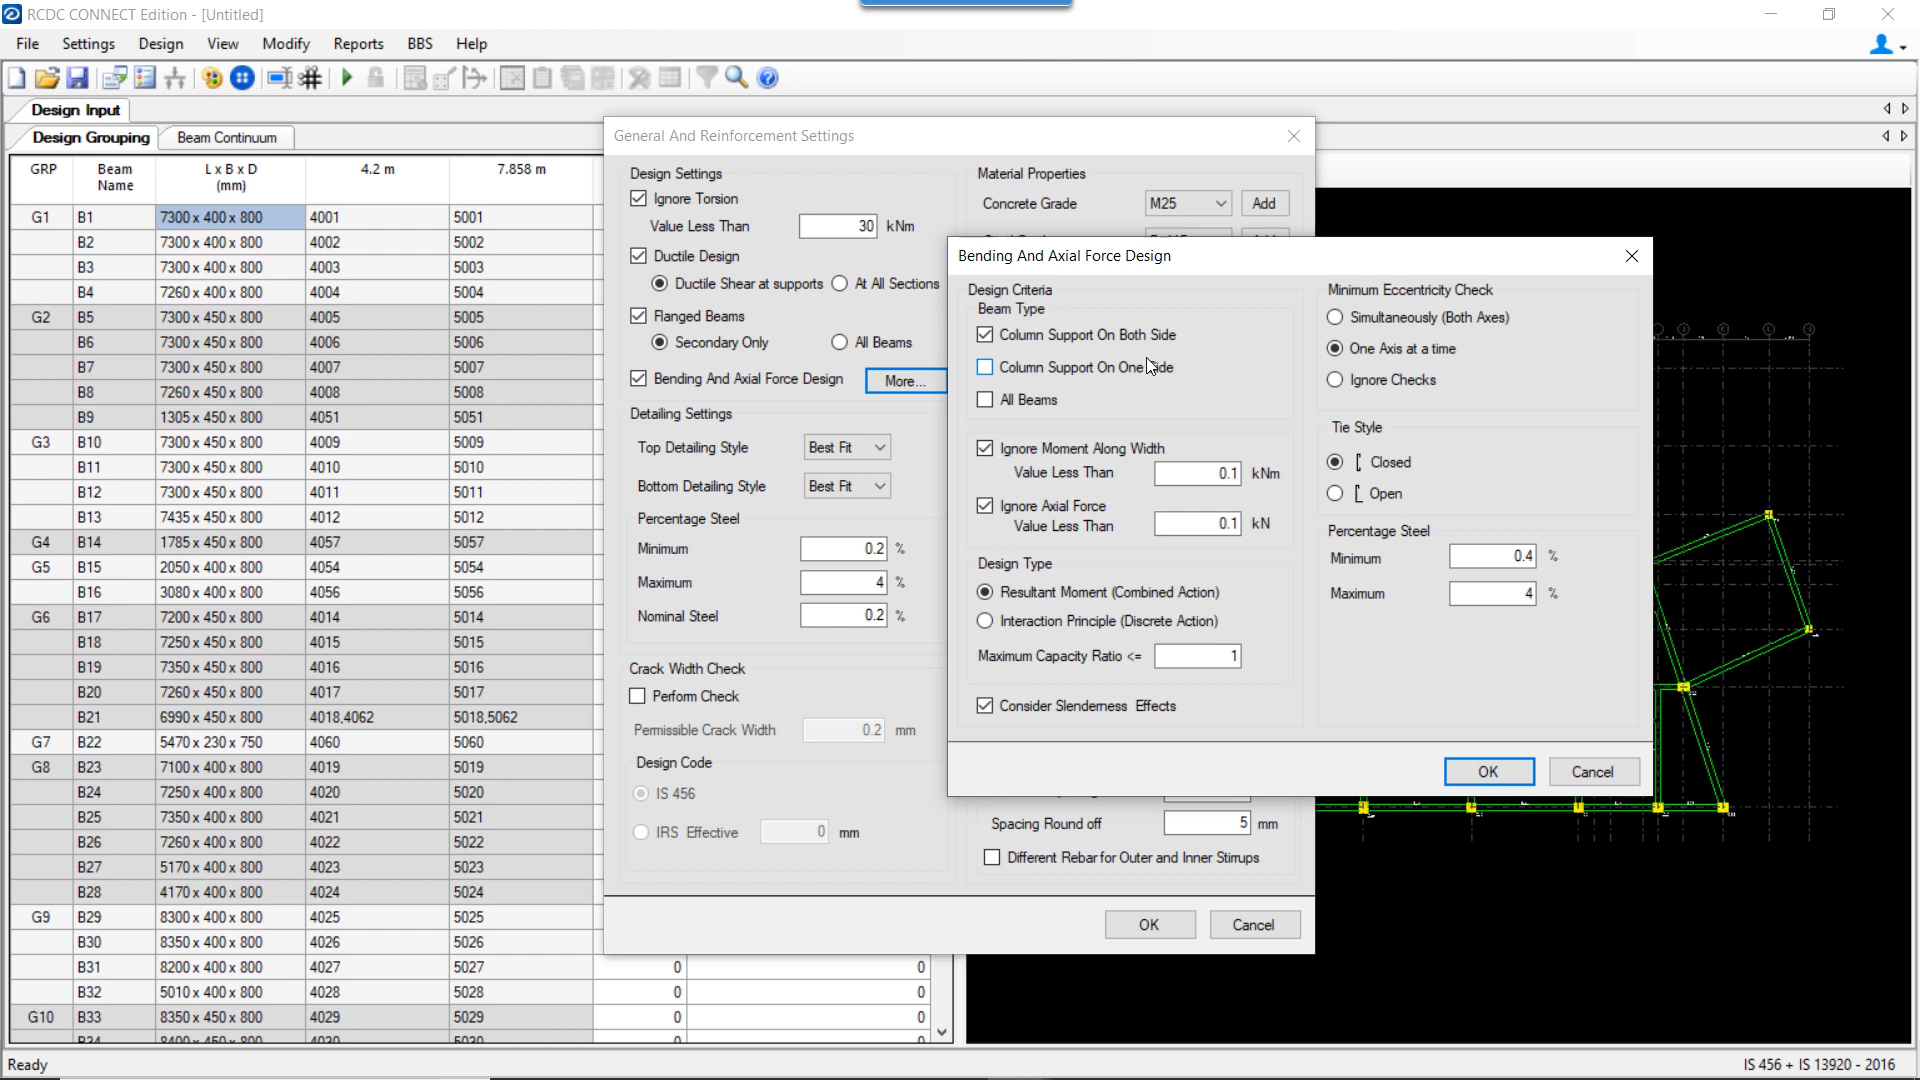 RCDC CONNECT Edition - [Untitled]
File Settings Design View Modify Reports BBS Help
Design Input
Design Grouping Beam Continuum
GRP Beam Name L x B x D (mm) 4.2 m 7.858 m
G1 B1 7300 x 400 x 800 4001 5001
B2 7300 x 400 x 800 4002 5002
B3 7300 x 400 x 800 4003 5003
B4 7260 x 400 x 800 4004 5004
G2 B5 7300 x 450 x 800 4005 5005
B6 7300 x 450 x 800 4006 5006
B7 7300 x 450 x 800 4007 5007
B8 7260 x 450 x 800 4008 5008
B9 1305 x 450 x 800 4051 5051
G3 B10 7300 x 450 x 800 4009 5009
B11 7300 x 450 x 800 4010 5010
B12 7300 x 450 x 800 4011 5011
B13 7435 x 450 x 800 4012 5012
G4 B14 1785 x 450 x 800 4057 5057
G5 B15 2050 x 400 x 800 4054 5054
B16 3080 x 400 x 800 4056 5056
G6 B17 7200 x 450 x 800 4014 5014
B18 7250 x 450 x 800 4015 5015
B19 7350 x 450 x 800 4016 5016
B20 7260 x 450 x 800 4017 5017
B21 6990 x 450 x 800 4018,4062 5018,5062
G7 B22 5470 x 230 x 750 4060 5060
G8 B23 7100 x 400 x 800 4019 5019
B24 7250 x 400 x 800 4020 5020
B25 7350 x 400 x 800 4021 5021
B26 7260 x 400 x 800 4022 5022
B27 5170 x 400 x 800 4023 5023
B28 4170 x 400 x 800 4024 5024
G9 B29 8300 x 400 x 800 4025 5025
B30 8350 x 400 x 800 4026 5026
B31 8200 x 400 x 800 4027 5027 0 0
B32 5010 x 400 x 800 4028 5028 0 0
G10 B33 8350 x 450 x 800 4029 5029 0 0
B34 8400 x 450 x 800 4030 5030 0 0
General And Reinforcement Settings
Design Settings
Ignore Torsion
Value Less Than 30 kNm
Ductile Design
Ductile Shear at supports At All Sections
Flanged Beams
Secondary Only All Beams
Bending And Axial Force Design More...
Detailing Settings
Top Detailing Style Best Fit
Bottom Detailing Style Best Fit
Percentage Steel
Minimum 0.2 %
Maximum 4 %
Nominal Steel 0.2 %
Crack Width Check
Perform Check
Permissible Crack Width 0.2 mm
Design Code
IS 456
IRS Effective 0 mm
Material Properties
Concrete Grade M25 Add
Spacing Round off 5 mm
Different Rebar for Outer and Inner Stirrups
OK Cancel
Bending And Axial Force Design
Design Criteria
Beam Type
Column Support On Both Side
Column Support On One Side
All Beams
Ignore Moment Along Width
Value Less Than 0.1 kNm
Ignore Axial Force
Value Less Than 0.1 kN
Design Type
Resultant Moment (Combined Action)
Interaction Principle (Discrete Action)
Maximum Capacity Ratio <= 1
Consider Slenderness Effects
Minimum Eccentricity Check
Simultaneously (Both Axes)
One Axis at a time
Ignore Checks
Tie Style
Closed
Open
Percentage Steel
Minimum 0.4 %
Maximum 4 %
OK Cancel
Ready IS 456 + IS 13920 - 2016